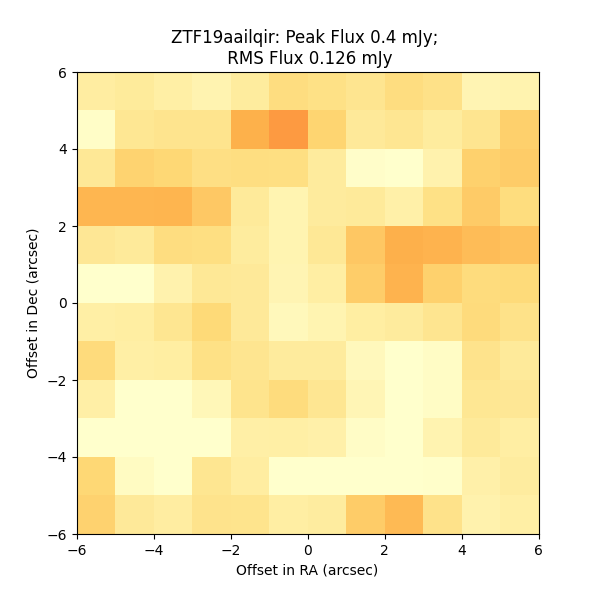 ZTF19aailqir: Peak Flux 0.4 mJy;
RMS Flux 0.126 mJy
6
4
2
0
−2
−4
−6
Offset in Dec (arcsec)
−6 −4 −2 0 2 4 6
Offset in RA (arcsec)